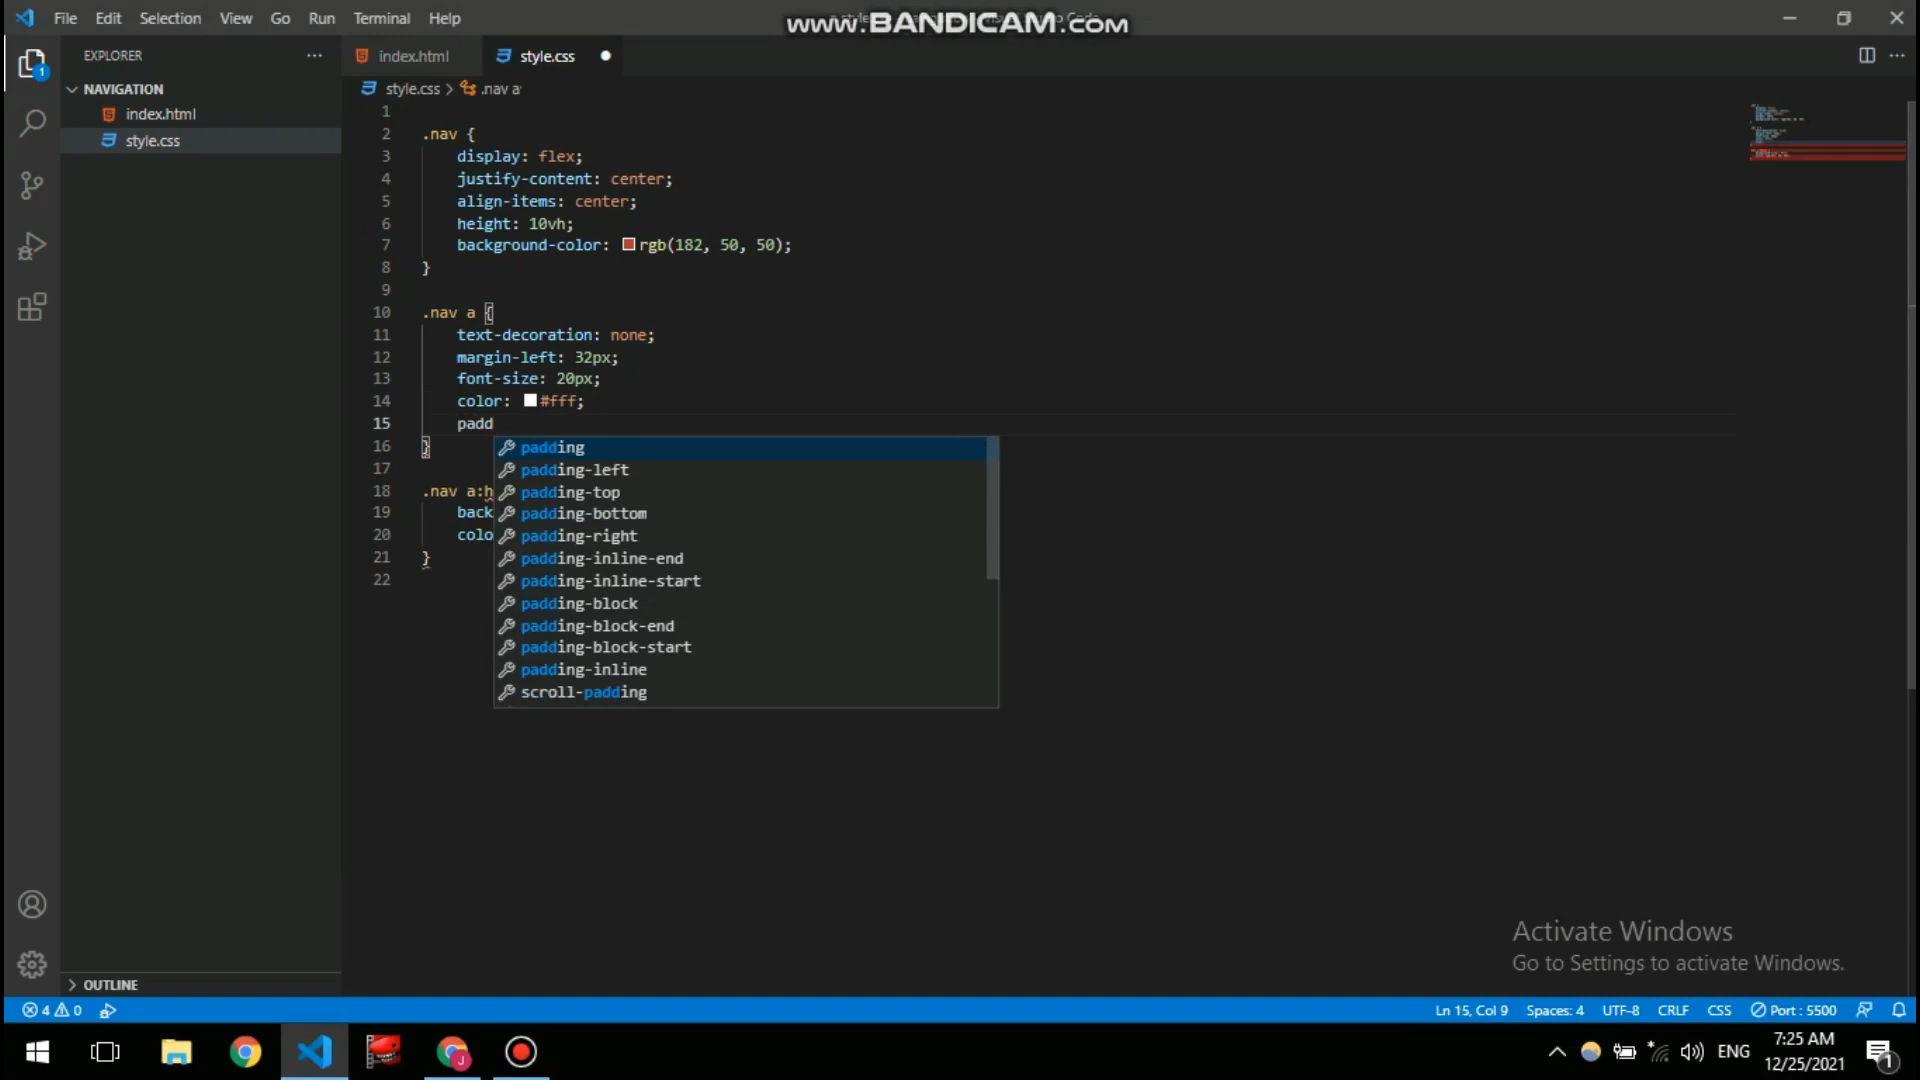 File Edit Selection View Go Run Terminal Help
www.BANDICAM.com
EXPLORER
index.html
style.css
NAVIGATION
index.html
style.css
style.css > .nav a
1
2 .nav {
3 display: flex;
4 justify-content: center;
5 align-items: center;
6 height: 10vh;
7 background-color: rgb(182, 50, 50);
8 }
9
10 .nav a {
11 text-decoration: none;
12 margin-left: 32px;
13 font-size: 20px;
14 color: #fff;
15 padd
16 }
17
18 .nav a:h
19 back
20 colo
21 }
22
padding
padding-left
padding-top
padding-bottom
padding-right
padding-inline-end
padding-inline-start
padding-block
padding-block-end
padding-block-start
padding-inline
scroll-padding
1
OUTLINE
Activate Windows
Go to Settings to activate Windows.
4 0
Ln 15, Col 9 Spaces: 4 UTF-8 CRLF CSS Port : 5500
J
ENG
7:25 AM
12/25/2021
1